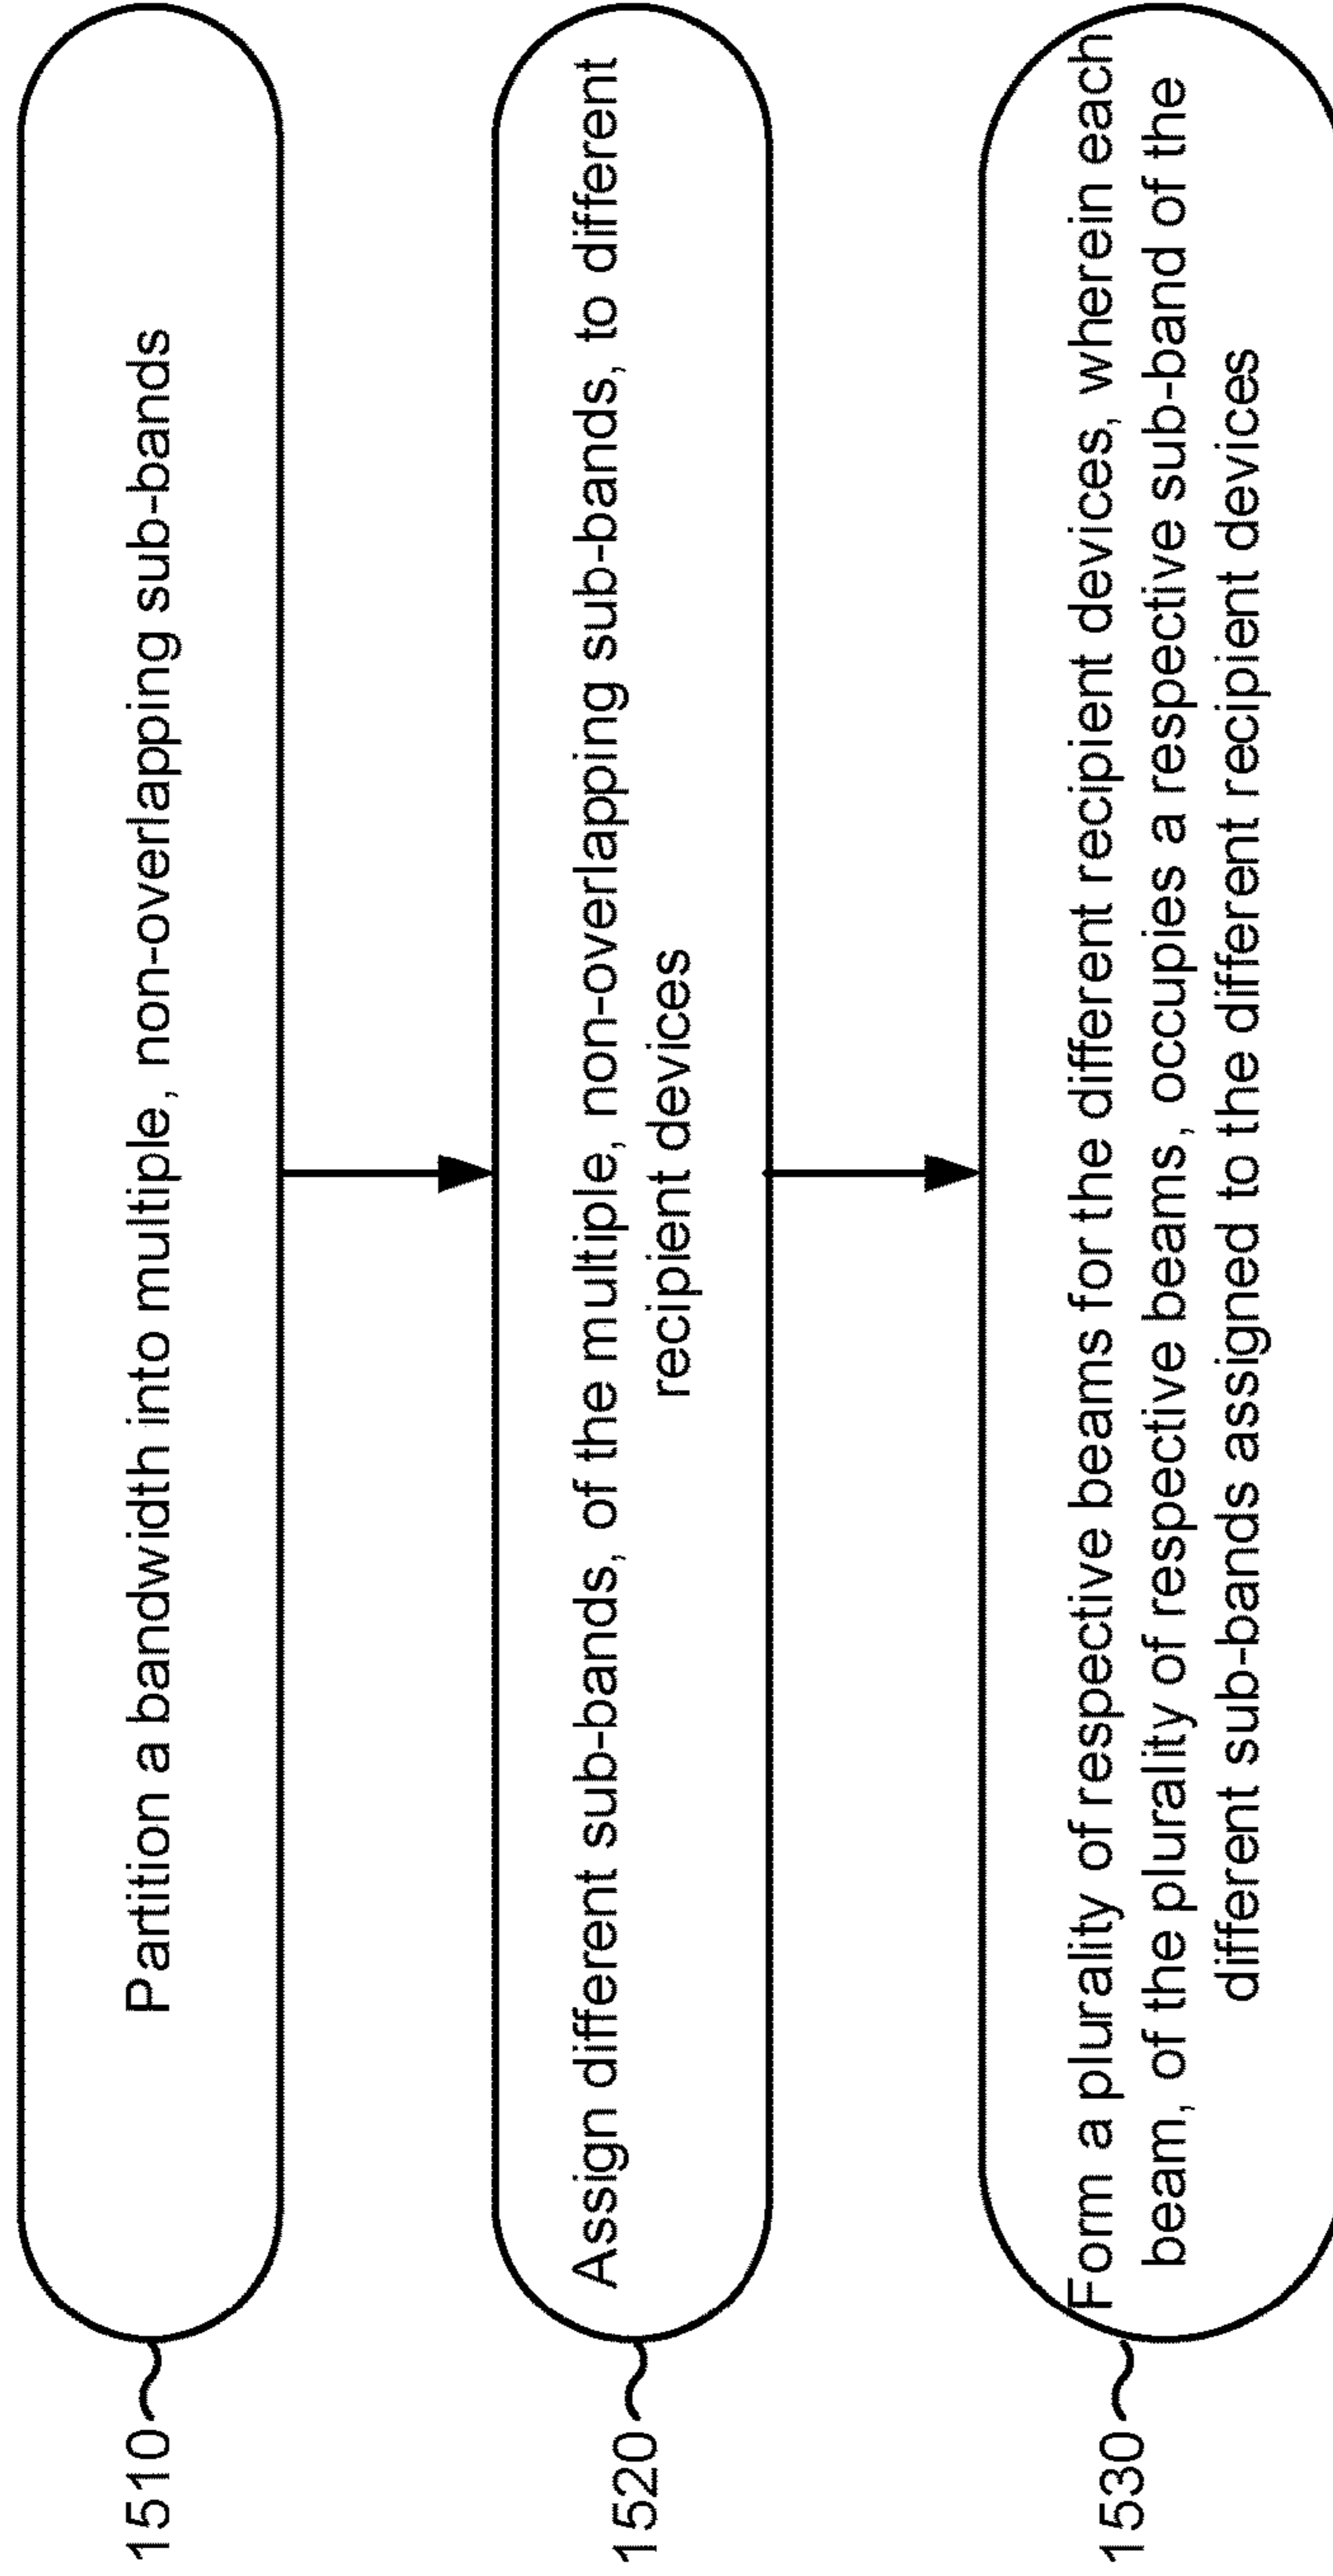 1510
Partition a bandwidth into multiple, non-overlapping sub-bands
1520
Assign different sub-bands, of the multiple, non-overlapping sub-bands, to different
recipient devices
1530
Form a plurality of respective beams for the different recipient devices, wherein each
beam, of the plurality of respective beams, occupies a respective sub-band of the
different sub-bands assigned to the different recipient devices